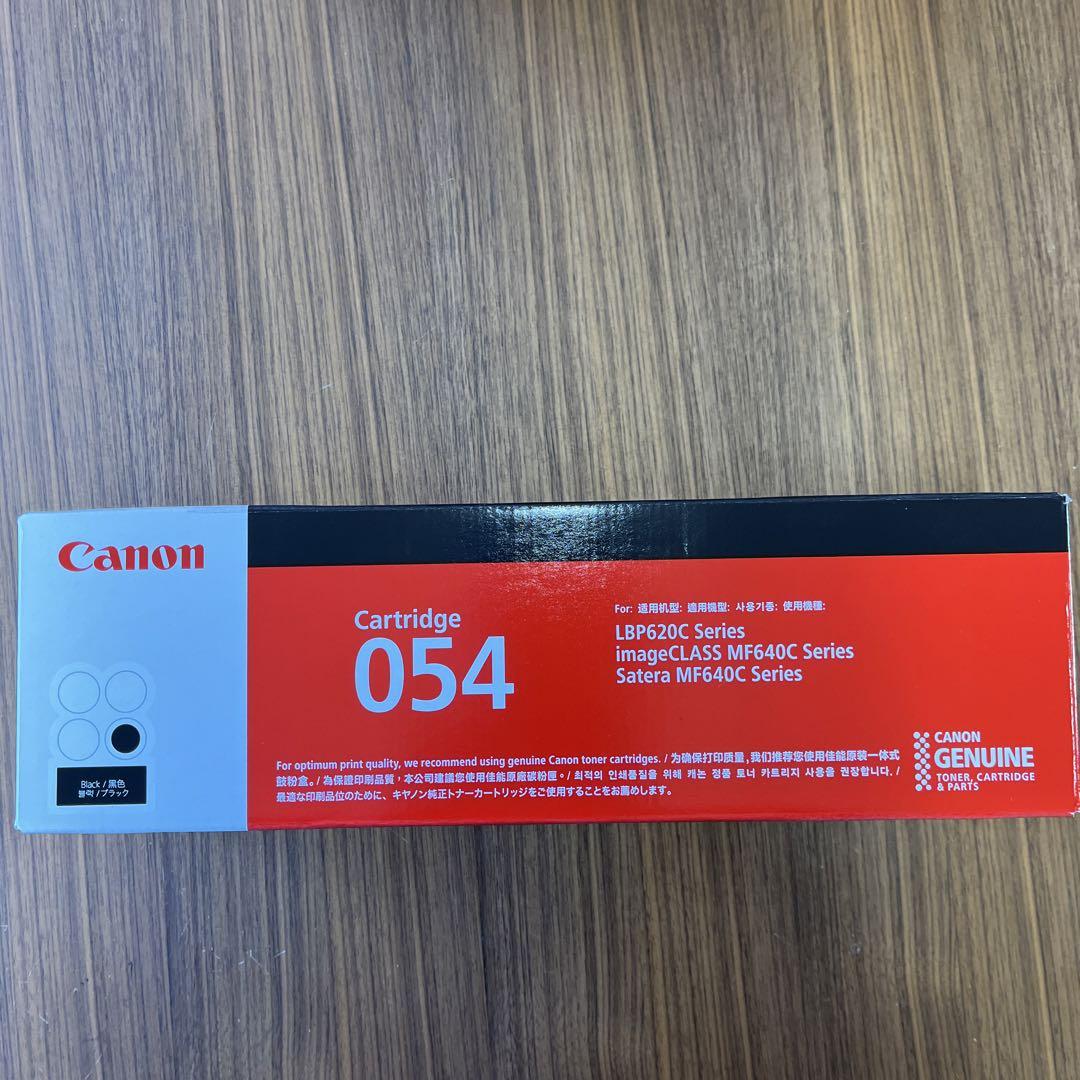 Canon
Cartridge
054
For: 适用机型: 適用機型: 사용기종: 使用機種:
LBP620C Series
imageCLASS MF640C Series
Satera MF640C Series
Black / 黑色
블랙 / ブラック
For optimum print quality, we recommend using genuine Canon toner cartridges. / 为确保打印质量，我们推荐您使用佳能原装一体式
鼓粉盒。/ 為保證印刷品質，本公司建議您使用佳能原廠碳粉匣。/ 최적의 인쇄품질을 위해 캐논 정품 토너 카트리지 사용을 권장합니다. /
最適な印刷品位のために、キヤノン純正トナーカートリッジをご使用することをお薦めします。
CANON
GENUINE
TONER, CARTRIDGE
& PARTS